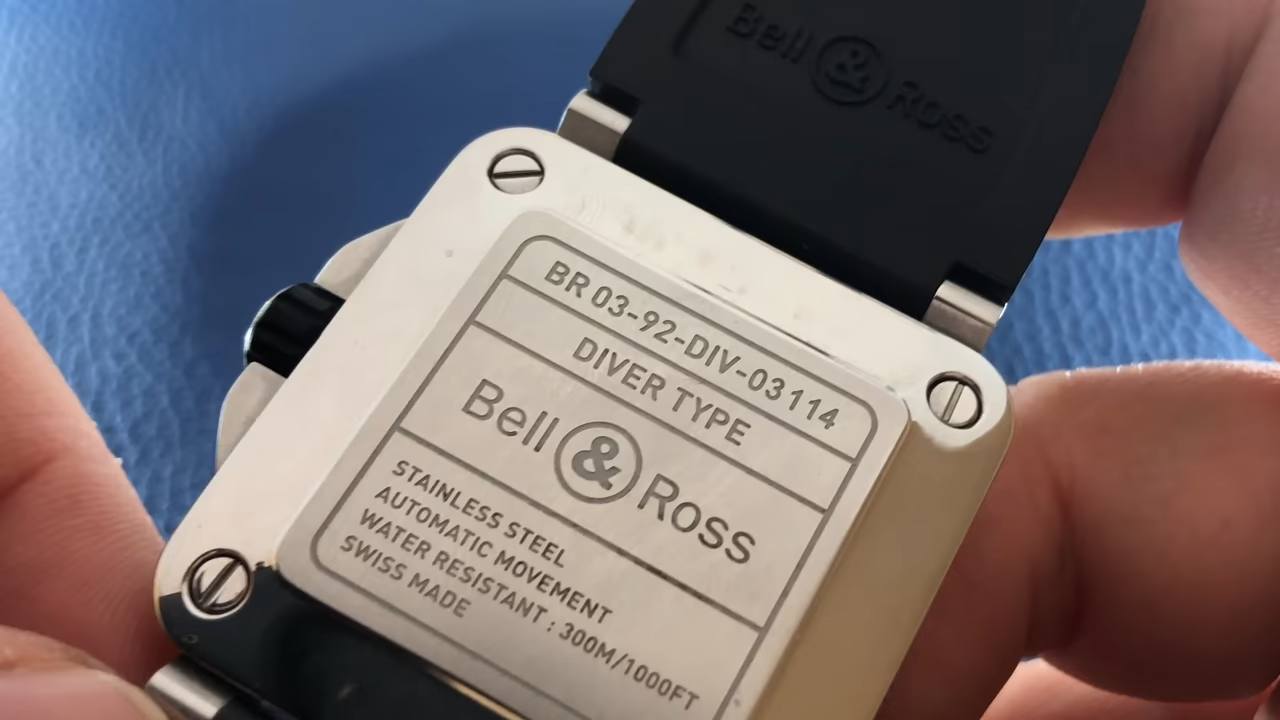 Bell & Ross
BR 03-92-DIV-03114
DIVER TYPE
Bell & Ross
STAINLESS STEEL
AUTOMATIC MOVEMENT
WATER RESISTANT : 300M/1000FT
SWISS MADE